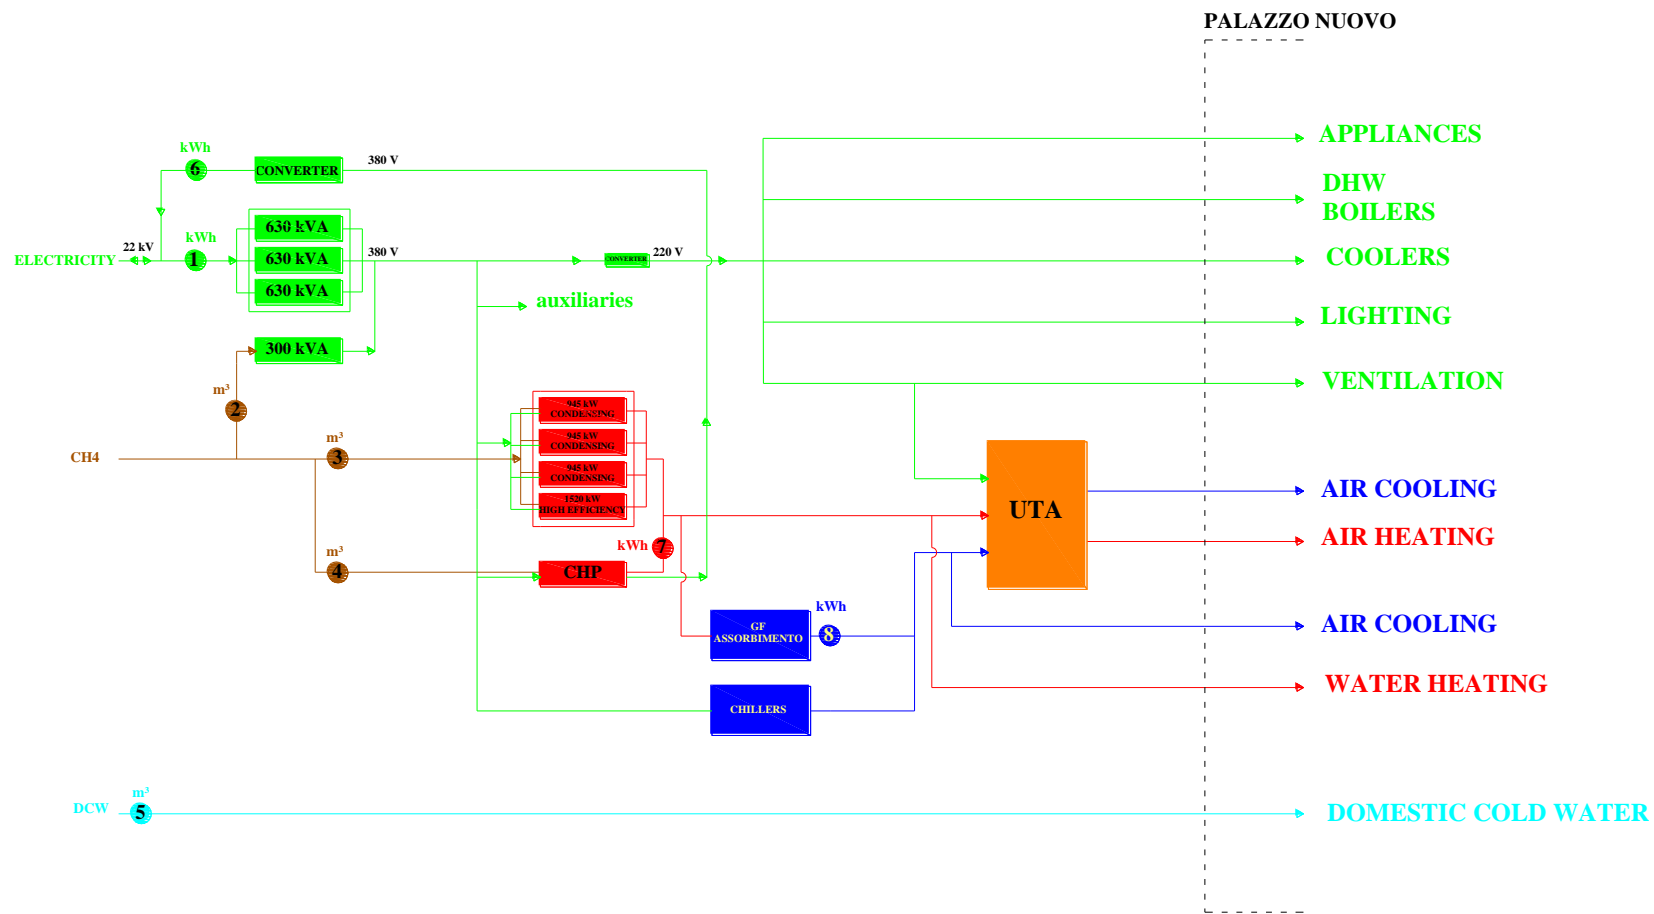 PALAZZO NUOVO
APPLIANCES
kWh
6
CONVERTER
380 V
DHW
BOILERS
630 kVA
kWh
22 kV
ELECTRICITY
1
630 kVA
380 V
CONVERTER
220 V
COOLERS
630 kVA
auxiliaries
LIGHTING
300 kVA
m³
2
VENTILATION
945 kW
CONDENSING
945 kW
CONDENSING
m³
CH4
3
945 kW
CONDENSING
1520 kW
HIGH EFFICIENCY
UTA
AIR COOLING
kWh
7
AIR HEATING
m³
4
CHP
kWh
GF
ASSORBIMENTO
8
AIR COOLING
WATER HEATING
CHILLERS
m³
DCW
5
DOMESTIC COLD WATER